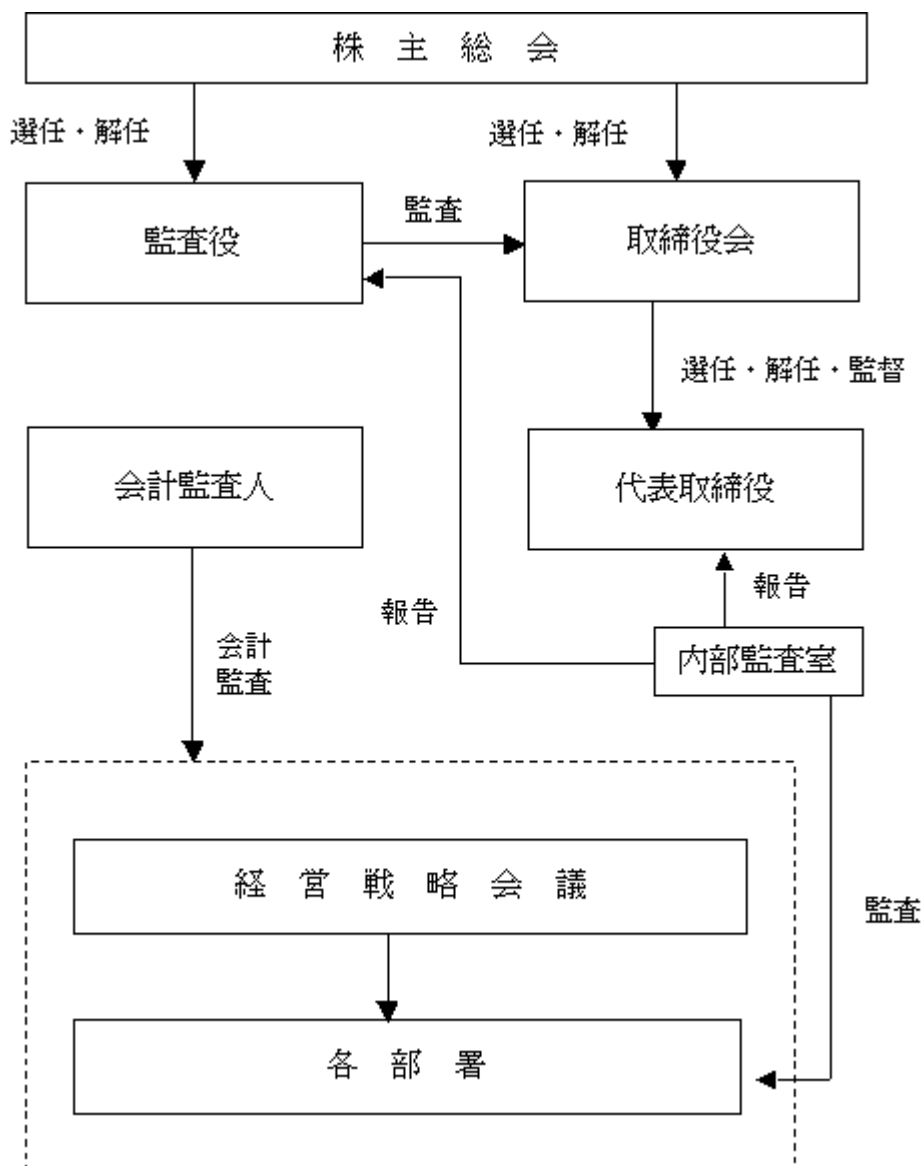 株主総会
選任・解任
選任・解任
監査役
監査
取締役会
選任・解任・監督
会計監査人
代表取締役
報告
報告
会計
監査
内部監査室
経営戦略会議
監査
各部署